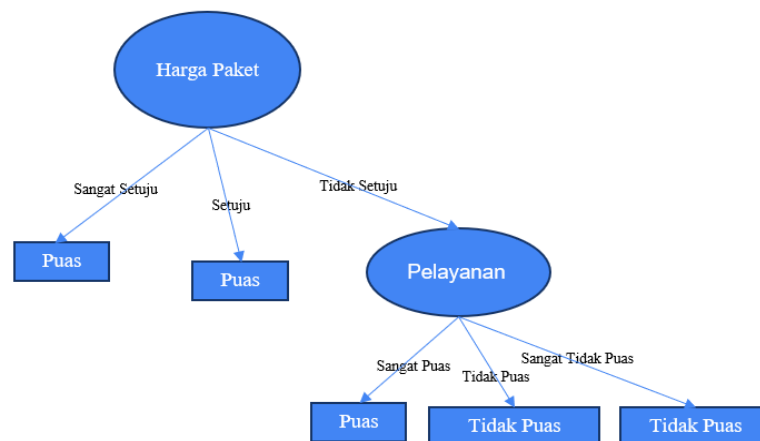 Harga Paket
Sangat Setuju
Setuju
Tidak Setuju
Puas
Puas
Pelayanan
Sangat Puas
Tidak Puas
Sangat Tidak Puas
Puas
Tidak Puas
Tidak Puas